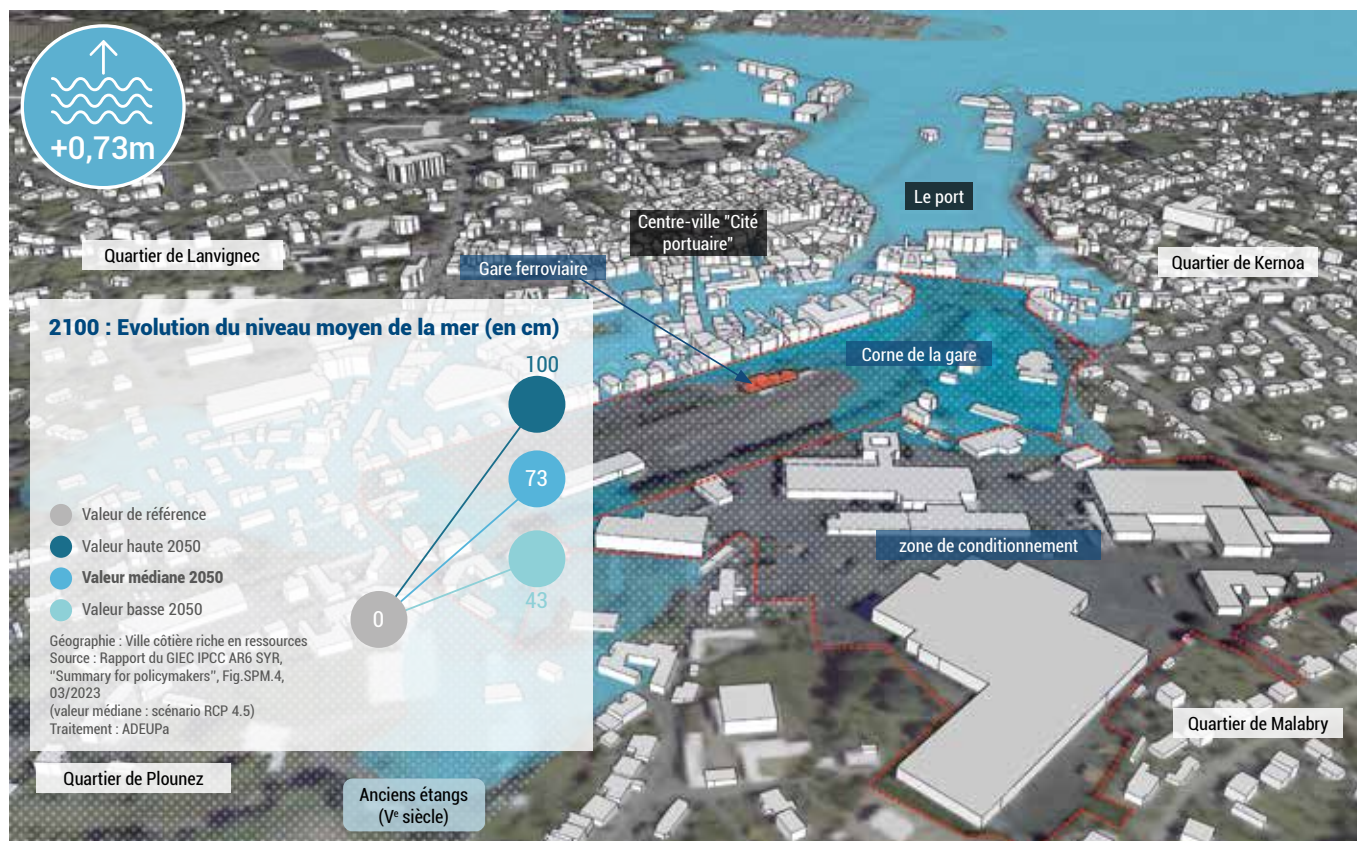 +0,73m
Le port
Centre-ville "Cité
portuaire"
Quartier de Lanvignec
Gare ferroviaire
Quartier de Kernoa
2100 : Evolution du niveau moyen de la mer (en cm)
100
Corne de la gare
73
Valeur de référence
Valeur haute 2050
zone de conditionnement
Valeur médiane 2050
Valeur basse 2050
43
0
Géographie : Ville côtière riche en ressources
Source : Rapport du GIEC IPCC AR6 SYR,
"Summary for policymakers", Fig.SPM.4,
03/2023
(valeur médiane : scénario RCP 4.5)
Traitement : ADEUPa
Quartier de Malabry
Quartier de Plounez
Anciens étangs
(Ve siècle)